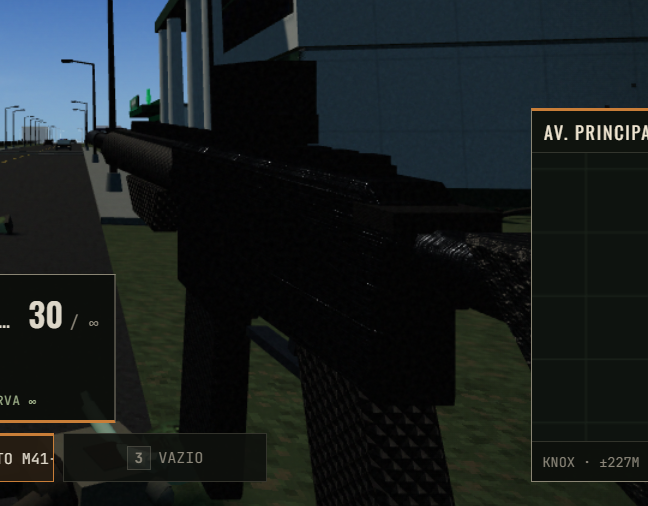 AV. PRINCIPA
… 30 / ∞
RVA ∞
TO M41-
3 VAZIO
KNOX · ±227M